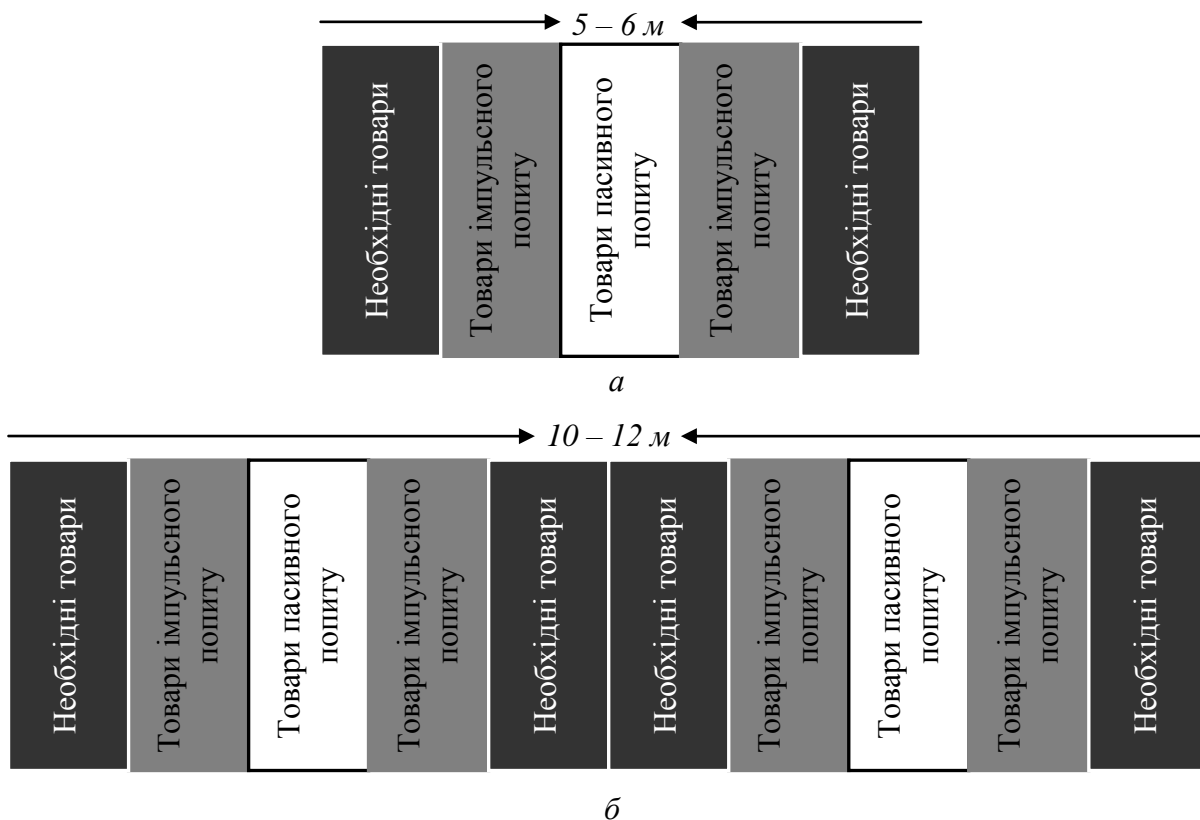 5 – 6 м
Необхідні товари
Товари імпульсного
попиту
Товари пасивного
попиту
Товари імпульсного
попиту
Необхідні товари
а
10 – 12 м
Необхідні товари
Товари імпульсного
попиту
Товари пасивного
попиту
Товари імпульсного
попиту
Необхідні товари
Необхідні товари
Товари імпульсного
попиту
Товари пасивного
попиту
Товари імпульсного
попиту
Необхідні товари
б